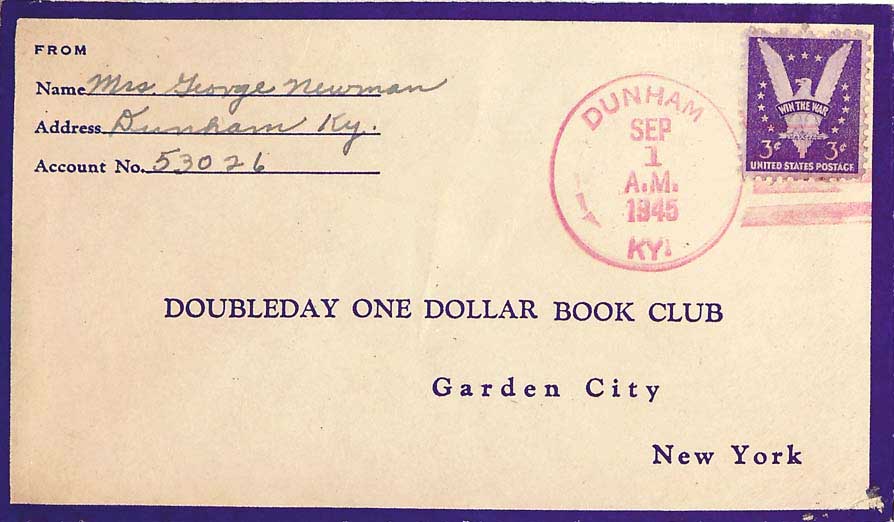 FROM
Name Mrs George Newman
Address Dunham Ky.
Account No. 53026
DUNHAM
SEP
1
A.M.
1945
KY.
WIN THE WAR
3¢ 3¢
UNITED STATES POSTAGE
DOUBLEDAY ONE DOLLAR BOOK CLUB
Garden City
New York